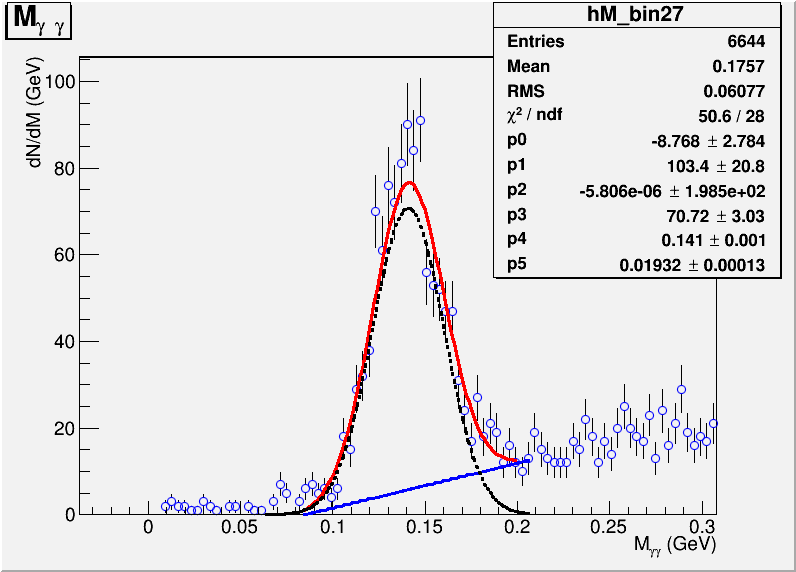 Mγ γ
hM_bin27
Entries 6644
Mean 0.1757
RMS 0.06077
χ² / ndf 50.6 / 28
p0 -8.768 ± 2.784
p1 103.4 ± 20.8
p2 -5.806e-06 ± 1.985e+02
p3 70.72 ± 3.03
p4 0.141 ± 0.001
p5 0.01932 ± 0.00013
dN/dM (GeV)
100
80
60
40
20
0
0 0.05 0.1 0.15 0.2 0.25 0.3
Mγγ (GeV)